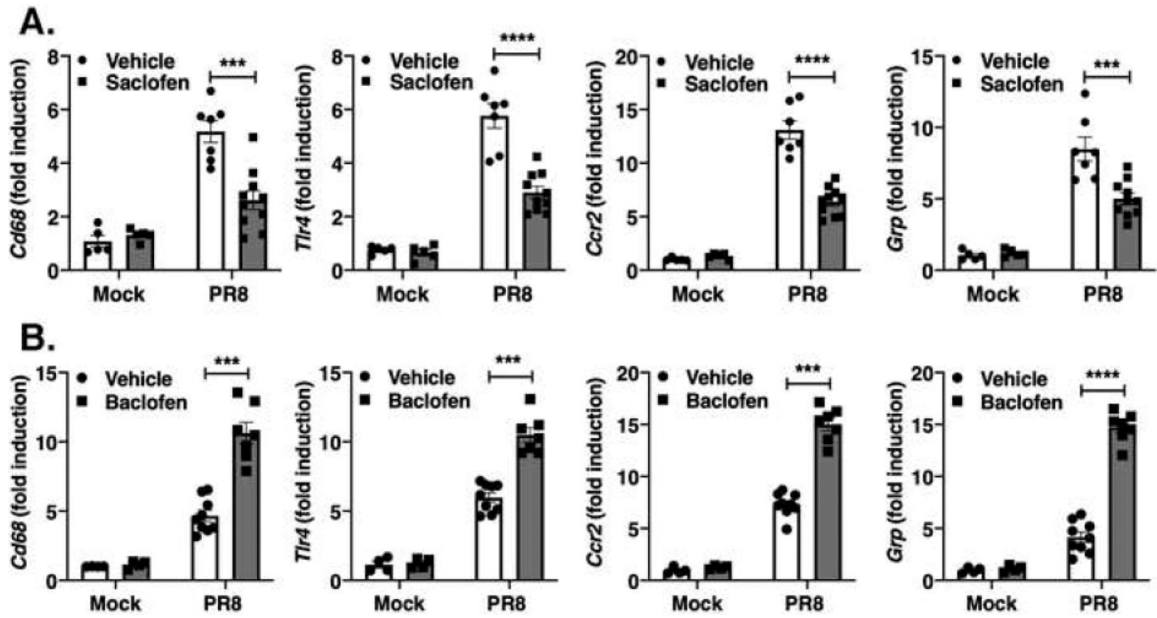 A.
Cd68 (fold induction)
8
6
4
2
0
Vehicle
Saclofen
***
Mock
PR8
Tlr4 (fold induction)
8
6
4
2
0
Vehicle
Saclofen
****
Mock
PR8
Ccr2 (fold induction)
20
15
10
5
0
Vehicle
Saclofen
****
Mock
PR8
Grp (fold induction)
15
10
5
0
Vehicle
Saclofen
***
Mock
PR8
B.
Cd68 (fold induction)
15
10
5
0
Vehicle
Baclofen
***
Mock
PR8
Tlr4 (fold induction)
15
10
5
0
Vehicle
Baclofen
***
Mock
PR8
Ccr2 (fold induction)
20
15
10
5
0
Vehicle
Baclofen
***
Mock
PR8
Grp (fold induction)
20
15
10
5
0
Vehicle
Baclofen
****
Mock
PR8